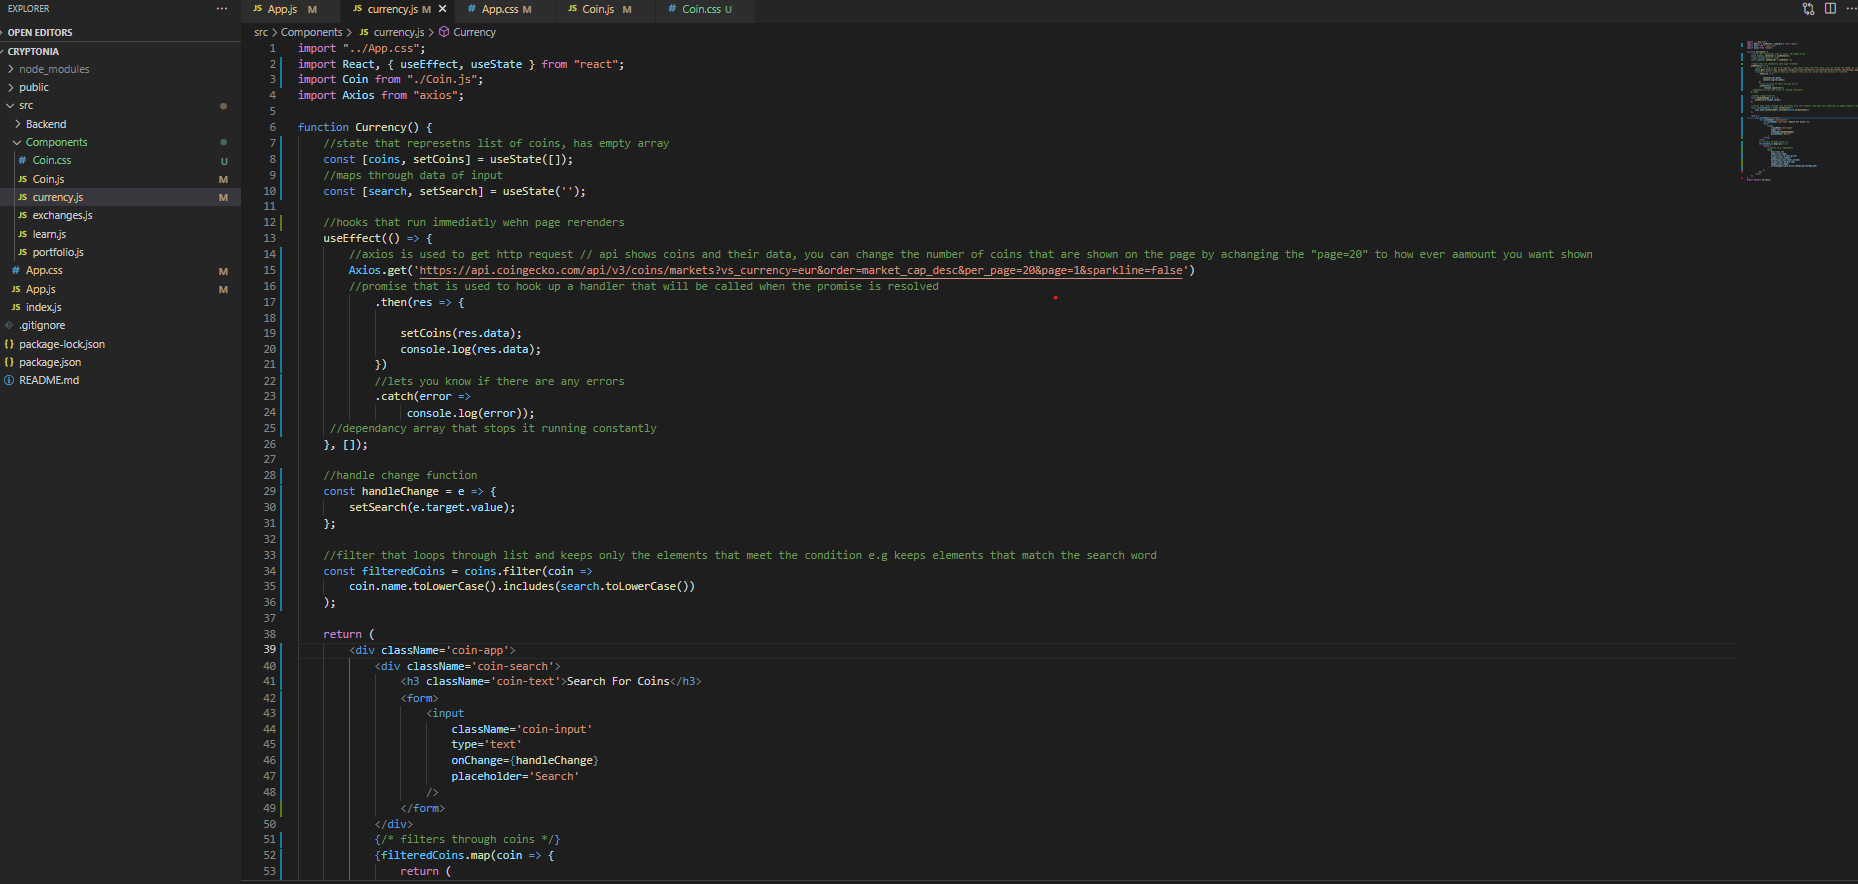 EXPLORER
OPEN EDITORS
CRYPTONIA
node_modules
public
src
Backend
Components
# Coin.css U
JS Coin.js M
JS currency.js M
JS exchanges.js
JS learn.js
JS portfolio.js
# App.css M
JS App.js M
JS index.js
.gitignore
{} package-lock.json
{} package.json
README.md
JS App.js M
JS currency.js M
# App.css M
JS Coin.js M
# Coin.css U
src > Components > JS currency.js > Currency
1 import "../App.css";
2 import React, { useEffect, useState } from "react";
3 import Coin from "./Coin.js";
4 import Axios from "axios";
5
6 function Currency() {
7 //state that represetns list of coins, has empty array
8 const [coins, setCoins] = useState([]);
9 //maps through data of input
10 const [search, setSearch] = useState('');
11
12 //hooks that run immediatly wehn page rerenders
13 useEffect(() => {
14 //axios is used to get http request // api shows coins and their data, you can change the number of coins that are shown on the page by achanging the "page=20" to how ever aamount you want shown
15 Axios.get('https://api.coingecko.com/api/v3/coins/markets?vs_currency=eur&order=market_cap_desc&per_page=20&page=1&sparkline=false')
16 //promise that is used to hook up a handler that will be called when the promise is resolved
17 .then(res => {
18
19 setCoins(res.data);
20 console.log(res.data);
21 })
22 //lets you know if there are any errors
23 .catch(error =>
24 console.log(error));
25 //dependancy array that stops it running constantly
26 }, []);
27
28 //handle change function
29 const handleChange = e => {
30 setSearch(e.target.value);
31 };
32
33 //filter that loops through list and keeps only the elements that meet the condition e.g keeps elements that match the search word
34 const filteredCoins = coins.filter(coin =>
35 coin.name.toLowerCase().includes(search.toLowerCase())
36 );
37
38 return (
39 <div className='coin-app'>
40 <div className='coin-search'>
41 <h3 className='coin-text'>Search For Coins</h3>
42 <form>
43 <input
44 className='coin-input'
45 type='text'
46 onChange={handleChange}
47 placeholder='Search'
48 />
49 </form>
50 </div>
51 {/* filters through coins */}
52 {filteredCoins.map(coin => {
53 return (